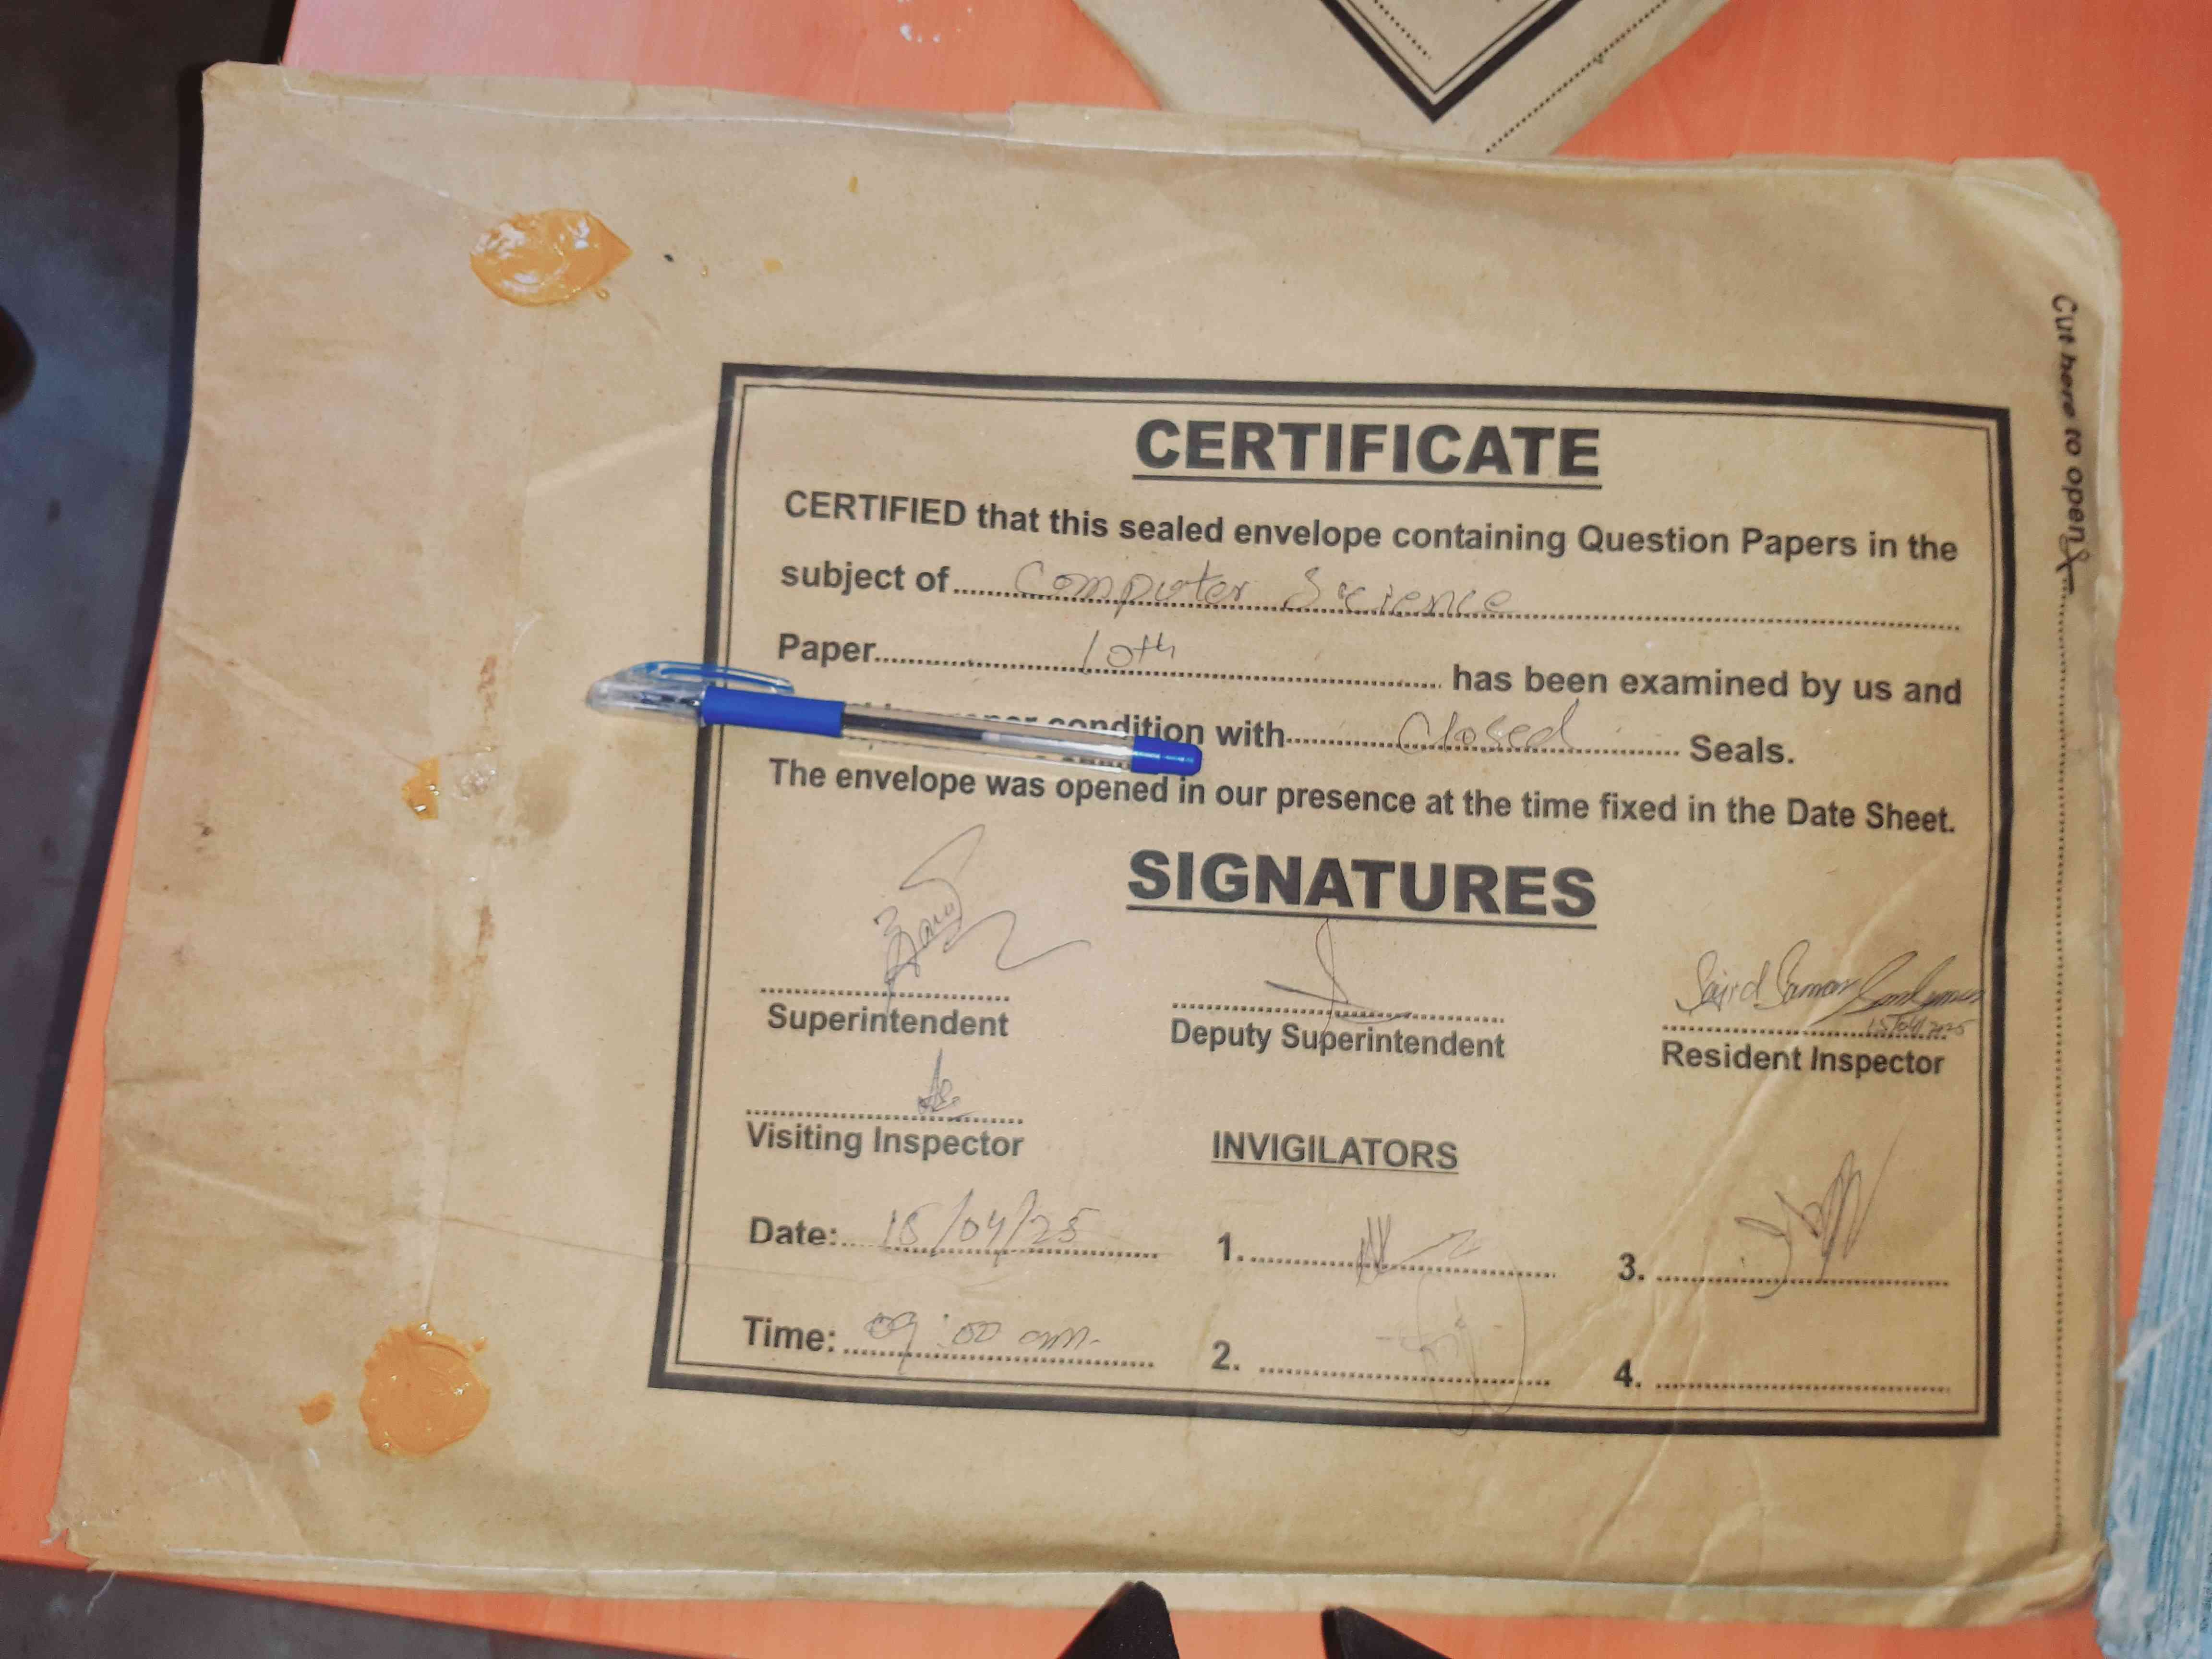 CERTIFICATE
CERTIFIED that this sealed envelope containing Question Papers in the
subject of Computer Science
Paper 10th has been examined by us and
condition with Closed Seals.
The envelope was opened in our presence at the time fixed in the Date Sheet.
SIGNATURES
Superintendent
Deputy Superintendent
15/04/2025
Resident Inspector
Visiting Inspector
INVIGILATORS
Date: 15/04/25
1.
3.
Time: 09:00 am.
2.
4.
Cut here to open